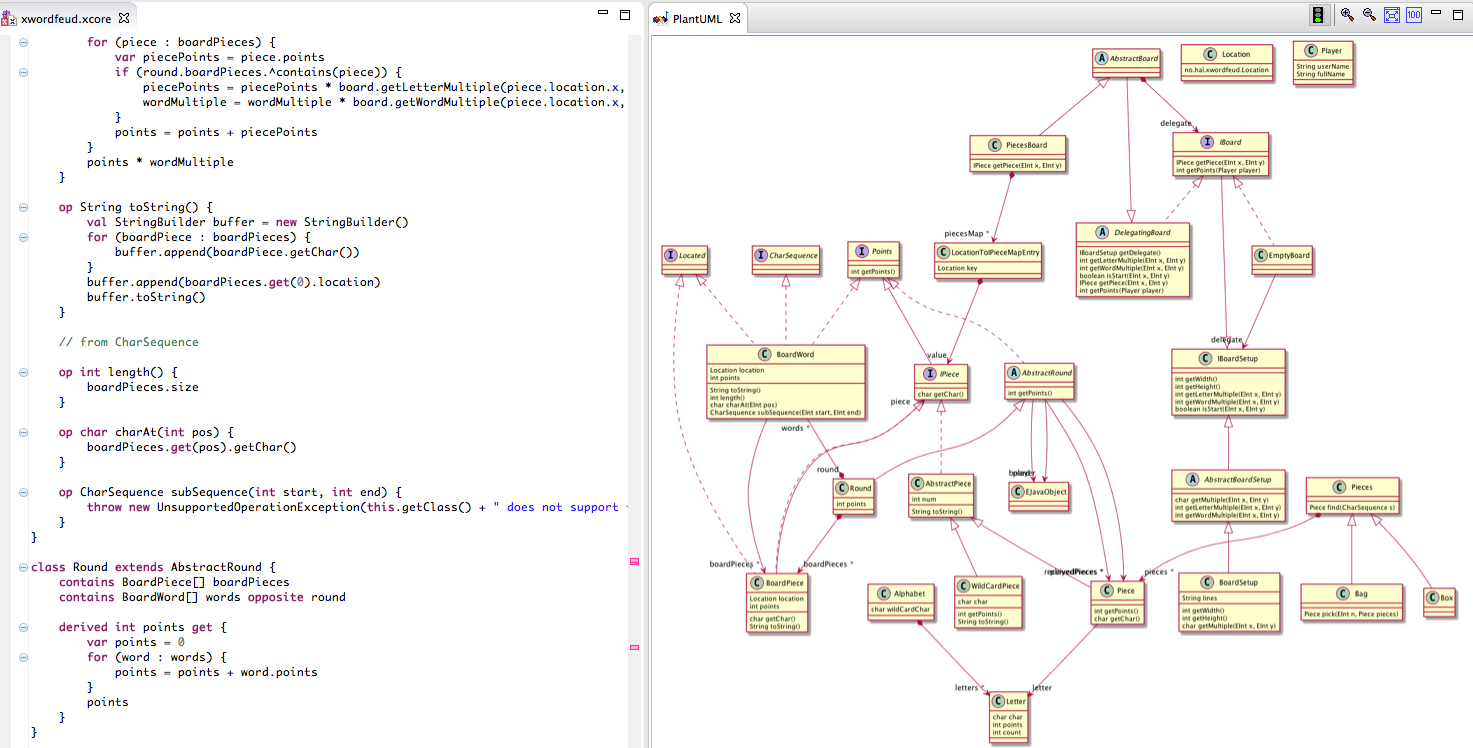 xwordfeud.xcore
for (piece : boardPieces) {
var piecePoints = piece.points
if (round.boardPieces.^contains(piece)) {
piecePoints = piecePoints * board.getLetterMultiple(piece.location.x,
wordMultiple = wordMultiple * board.getWordMultiple(piece.location.x,
}
points = points + piecePoints
}
points * wordMultiple
}
op String toString() {
val StringBuilder buffer = new StringBuilder()
for (boardPiece : boardPieces) {
buffer.append(boardPiece.getChar())
}
buffer.append(boardPieces.get(0).location)
buffer.toString()
}
// from CharSequence
op int length() {
boardPieces.size
}
op char charAt(int pos) {
boardPieces.get(pos).getChar()
}
op CharSequence subSequence(int start, int end) {
throw new UnsupportedOperationException(this.getClass() + " does not support
}
}
class Round extends AbstractRound {
contains BoardPiece[] boardPieces
contains BoardWord[] words opposite round
derived int points get {
var points = 0
for (word : words) {
points = points + word.points
}
points
}
}
PlantUML
100
A AbstractBoard
C Location
no.hal.xwordfeud.Location
C Player
String userName
String fullName
delegate
C PiecesBoard
IPiece getPiece(EInt x, EInt y)
I IBoard
IPiece getPiece(EInt x, EInt y)
int getPoints(Player player)
piecesMap *
A DelegatingBoard
IBoardSetup getDelegate()
int getLetterMultiple(EInt x, EInt y)
int getWordMultiple(EInt x, EInt y)
boolean isStart(EInt x, EInt y)
IPiece getPiece(EInt x, EInt y)
int getPoints(Player player)
I Located
I CharSequence
I Points
int getPoints()
C LocationToIPieceMapEntry
Location key
C EmptyBoard
delegate
value
C BoardWord
Location location
int points
String toString()
int length()
char charAt(EInt pos)
CharSequence subSequence(EInt start, EInt end)
I IPiece
char getChar()
A AbstractRound
int getPoints()
C IBoardSetup
int getWidth()
int getHeight()
int getLetterMultiple(EInt x, EInt y)
int getWordMultiple(EInt x, EInt y)
boolean isStart(EInt x, EInt y)
piece
words *
round
C Round
int points
C AbstractPiece
int num
String toString()
C EJavaObject
A AbstractBoardSetup
char getMultiple(EInt x, EInt y)
int getLetterMultiple(EInt x, EInt y)
int getWordMultiple(EInt x, EInt y)
C Pieces
Piece find(CharSequence s)
boardPieces *
boardPieces *
playedPieces *
pieces *
C BoardPiece
Location location
int points
char getChar()
String toString()
C Alphabet
char wildCardChar
C WildCardPiece
char char
int getPoints()
String toString()
C Piece
int getPoints()
char getChar()
C BoardSetup
String lines
int getWidth()
int getHeight()
char getMultiple(EInt x, EInt y)
C Bag
Piece pick(EInt n, Piece pieces)
C Box
letters *
letter
C Letter
char char
int points
int count